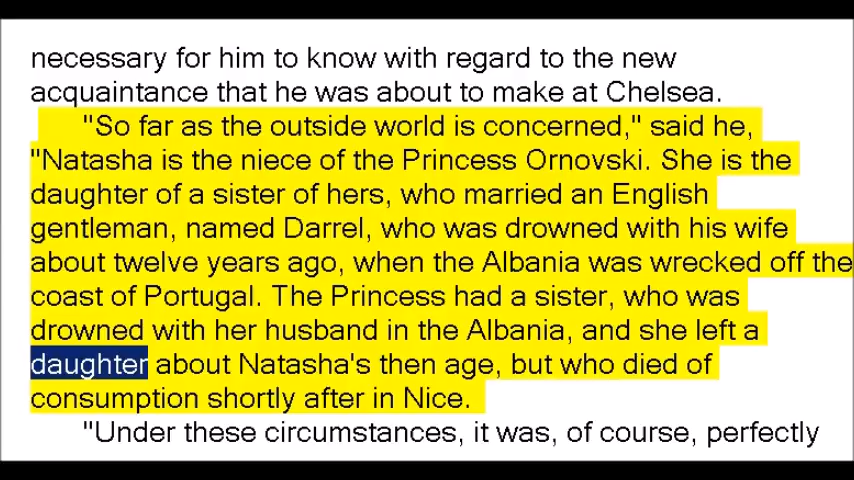 necessary for him to know with regard to the new
acquaintance that he was about to make at Chelsea.
"So far as the outside world is concerned," said he,
"Natasha is the niece of the Princess Ornovski. She is the
daughter of a sister of hers, who married an English
gentleman, named Darrel, who was drowned with his wife
about twelve years ago, when the Albania was wrecked off the
coast of Portugal. The Princess had a sister, who was
drowned with her husband in the Albania, and she left a
daughter about Natasha's then age, but who died of
consumption shortly after in Nice.
"Under these circumstances, it was, of course, perfectly